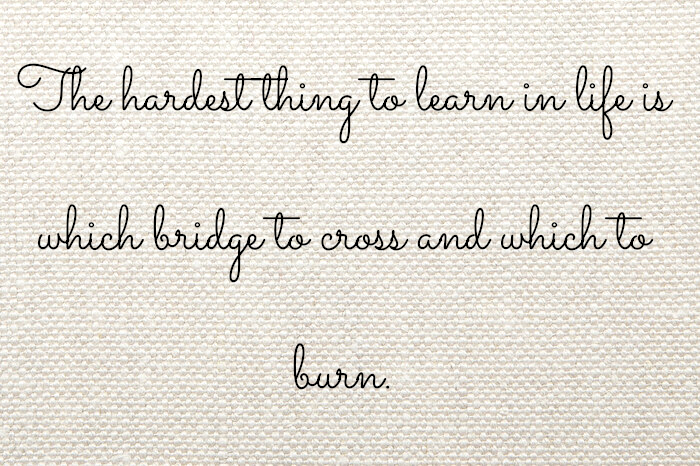 The hardest thing to learn in life is
which bridge to cross and which to
burn.